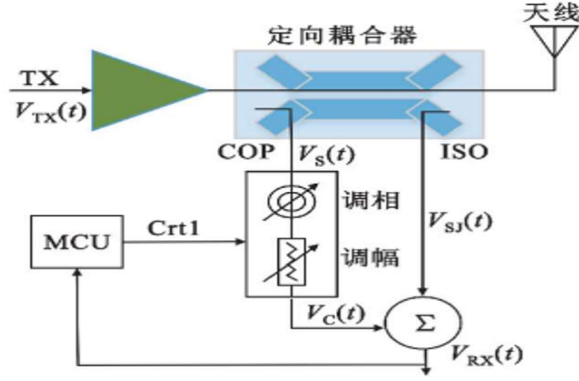 天线
定向耦合器
TX
V_TX(t)
COP
V_S(t)
ISO
调相
MCU
Crt1
V_SJ(t)
调幅
V_C(t)
Σ
V_RX(t)